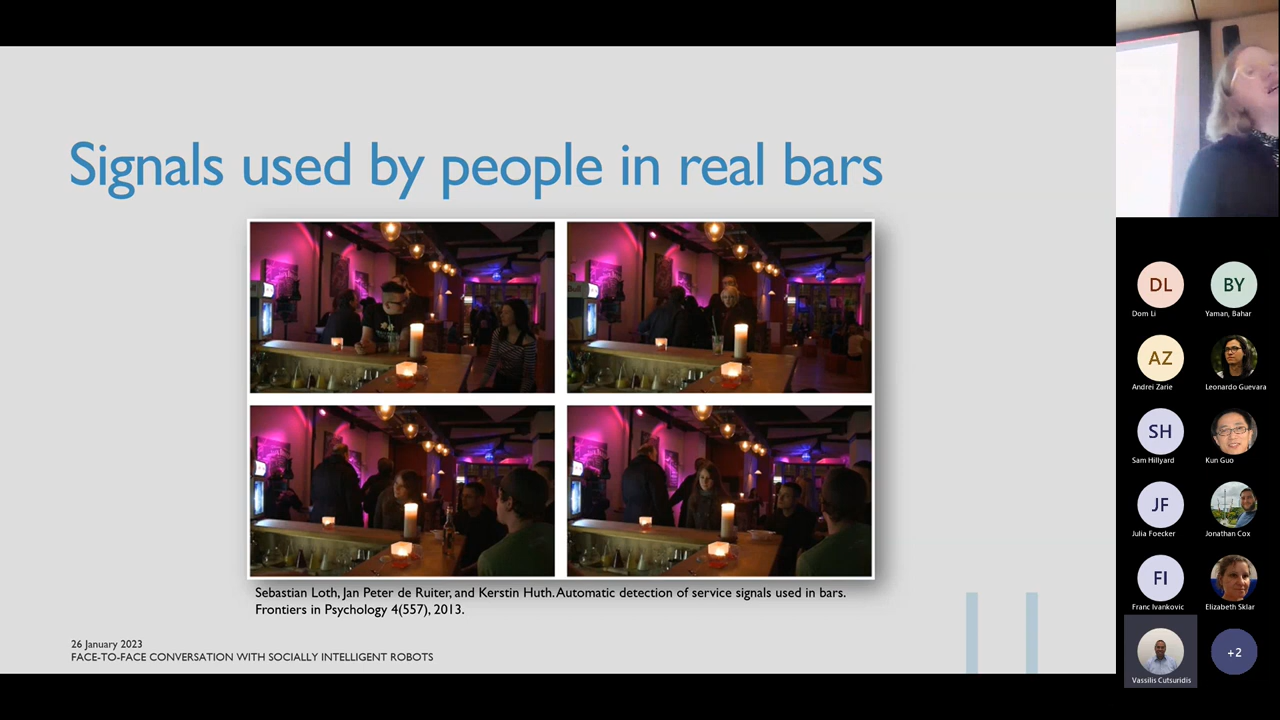 Signals used by people in real bars
Sebastian Loth, Jan Peter de Ruiter, and Kerstin Huth. Automatic detection of service signals used in bars.
Frontiers in Psychology 4(557), 2013.
26 January 2023
FACE-TO-FACE CONVERSATION WITH SOCIALLY INTELLIGENT ROBOTS
DL
BY
Dom Li
Yaman, Bahar
AZ
Andrei Zarie
Leonardo Guevara
SH
Sam Hillyard
Kun Guo
JF
Julia Foecker
Jonathan Cox
FI
Franc Ivankovic
Elizabeth Sklar
+2
Vassilis Cutsuridis